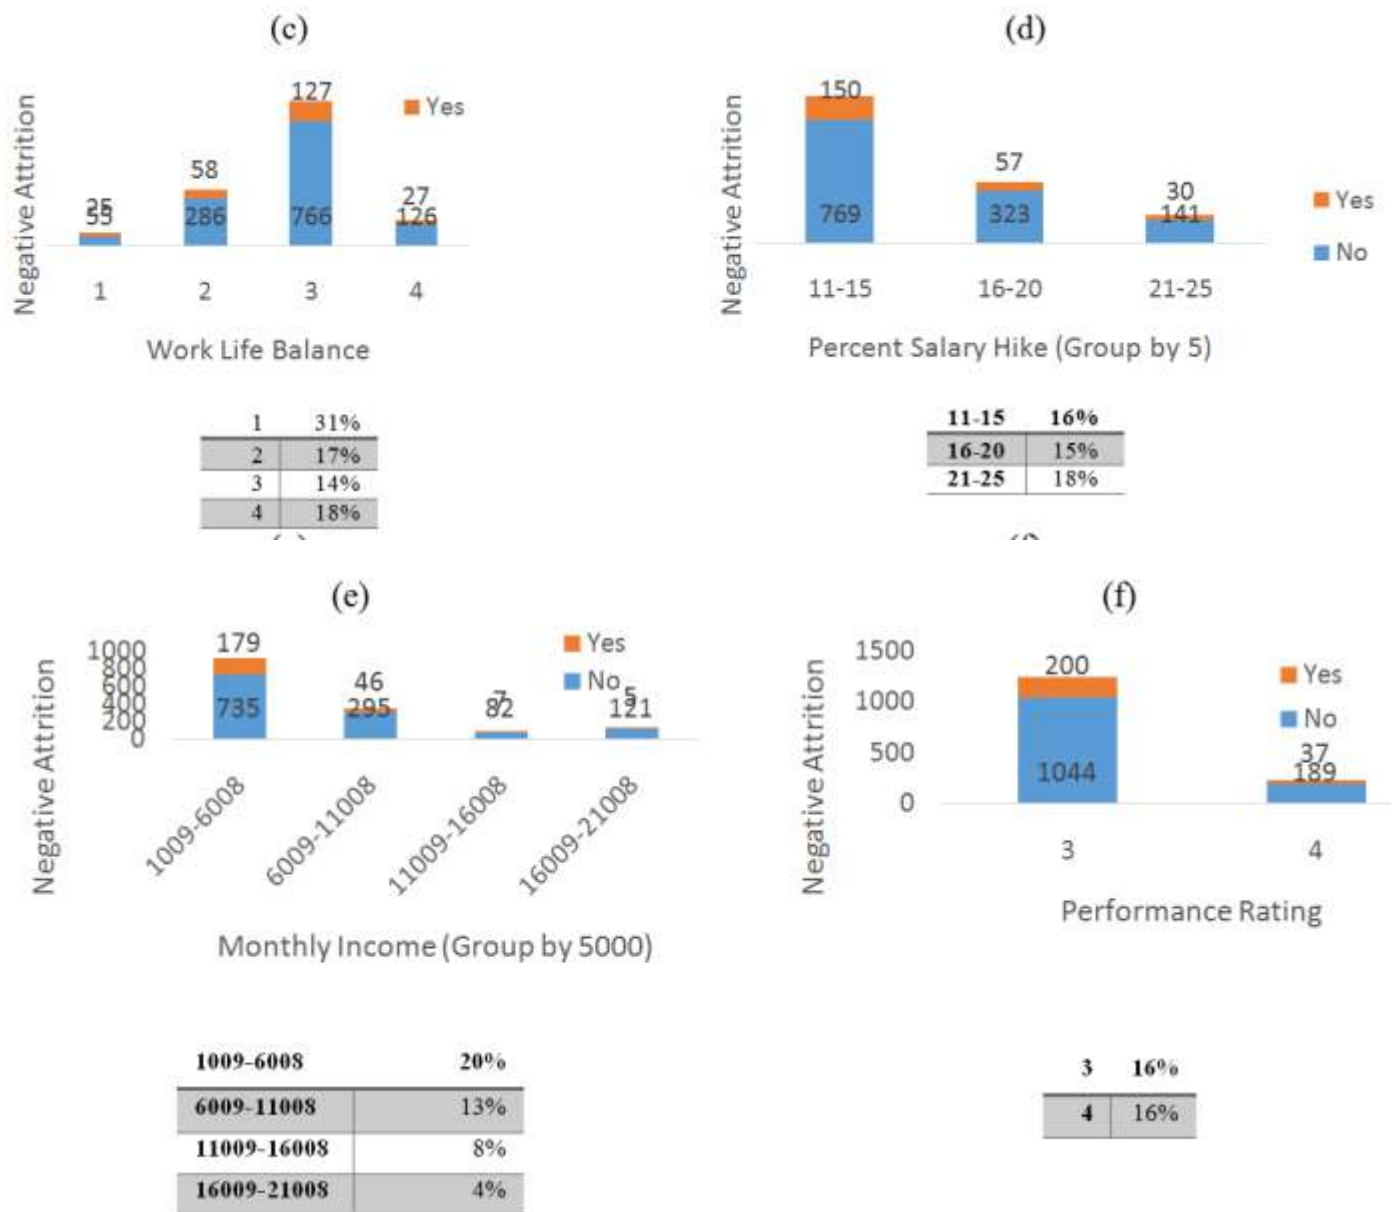 (c)
Negative Attrition
127
58
25
55
286
766
27
126
Yes
1 2 3 4
Work Life Balance
1 31%
2 17%
3 14%
4 18%
(d)
Negative Attrition
150
769
57
323
30
141
Yes
No
11-15 16-20 21-25
Percent Salary Hike (Group by 5)
11-15 16%
16-20 15%
21-25 18%
(e)
Negative Attrition
1000
800
600
400
200
0
179
735
46
295
7
82
5
121
Yes
No
1009-6008
6009-11008
11009-16008
16009-21008
Monthly Income (Group by 5000)
1009-6008 20%
6009-11008 13%
11009-16008 8%
16009-21008 4%
(f)
Negative Attrition
1500
1000
500
0
200
1044
37
189
Yes
No
3 4
Performance Rating
3 16%
4 16%